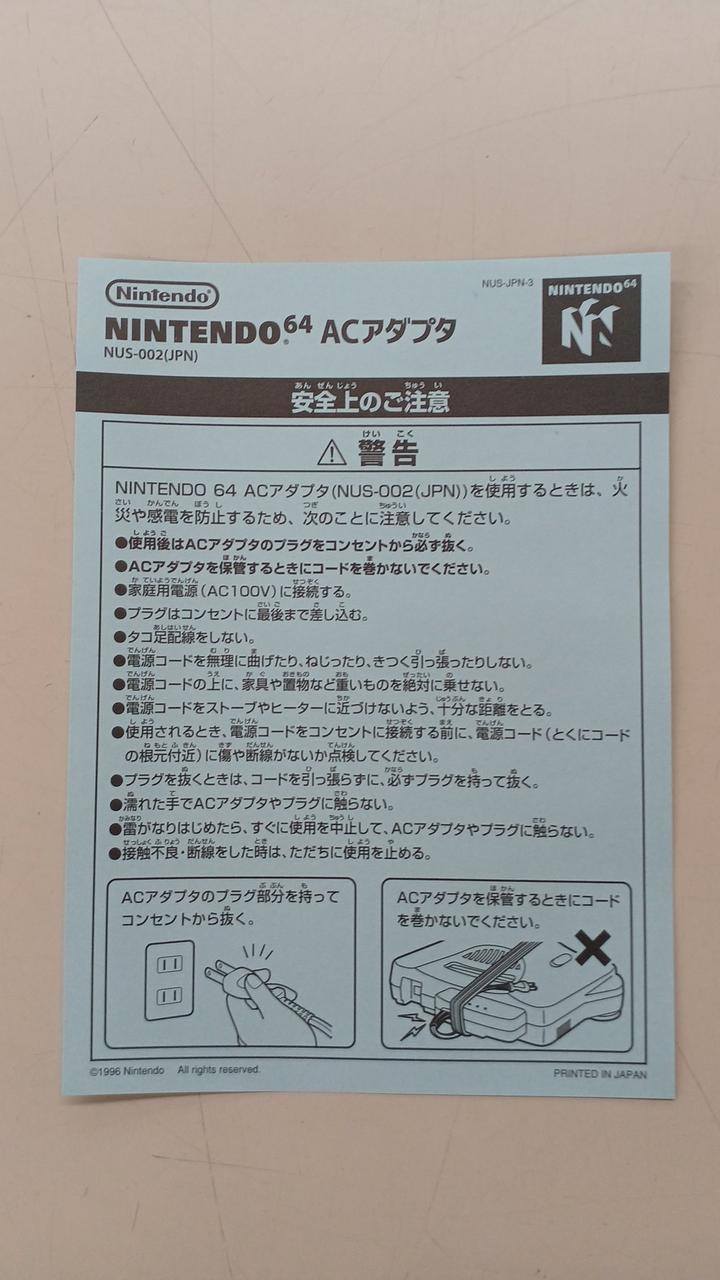 Nintendo®
NUS-JPN-3
NINTENDO64
NINTENDO®64 ACアダプタ
NUS-002(JPN)
安全上のご注意
警告
NINTENDO 64 ACアダプタ(NUS-002(JPN))を使用するときは、火
災や感電を防止するため、次のことに注意してください。
●使用後はACアダプタのプラグをコンセントから必ず抜く。
●ACアダプタを保管するときにコードを巻かないでください。
●家庭用電源(AC100V)に接続する。
●プラグはコンセントに最後まで差し込む。
●タコ足配線をしない。
●電源コードを無理に曲げたり、ねじったり、きつく引っ張ったりしない。
●電源コードの上に、家具や置物など重いものを絶対に乗せない。
●電源コードをストーブやヒーターに近づけないよう、十分な距離をとる。
●使用されるとき、電源コードをコンセントに接続する前に、電源コード(とくにコード
の根元付近)に傷や断線がないか点検してください。
●プラグを抜くときは、コードを引っ張らずに、必ずプラグを持って抜く。
●濡れた手でACアダプタやプラグに触らない。
●雷がなりはじめたら、すぐに使用を中止して、ACアダプタやプラグに触らない。
●接触不良・断線をした時は、ただちに使用を止める。
ACアダプタのプラグ部分を持って
コンセントから抜く。
ACアダプタを保管するときにコード
を巻かないでください。
©1996 Nintendo All rights reserved.
PRINTED IN JAPAN